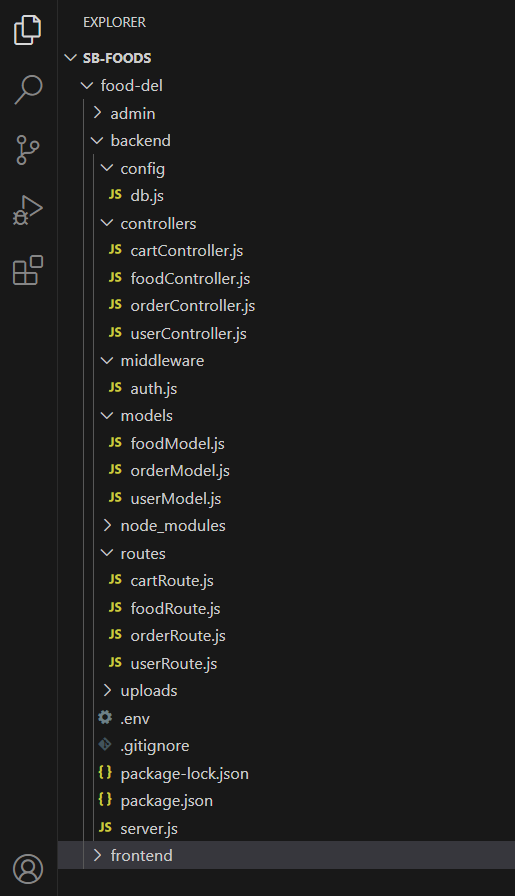 EXPLORER
SB-FOODS
food-del
admin
backend
config
JS db.js
controllers
JS cartController.js
JS foodController.js
JS orderController.js
JS userController.js
middleware
JS auth.js
models
JS foodModel.js
JS orderModel.js
JS userModel.js
node_modules
routes
JS cartRoute.js
JS foodRoute.js
JS orderRoute.js
JS userRoute.js
uploads
.env
.gitignore
{} package-lock.json
{} package.json
JS server.js
frontend